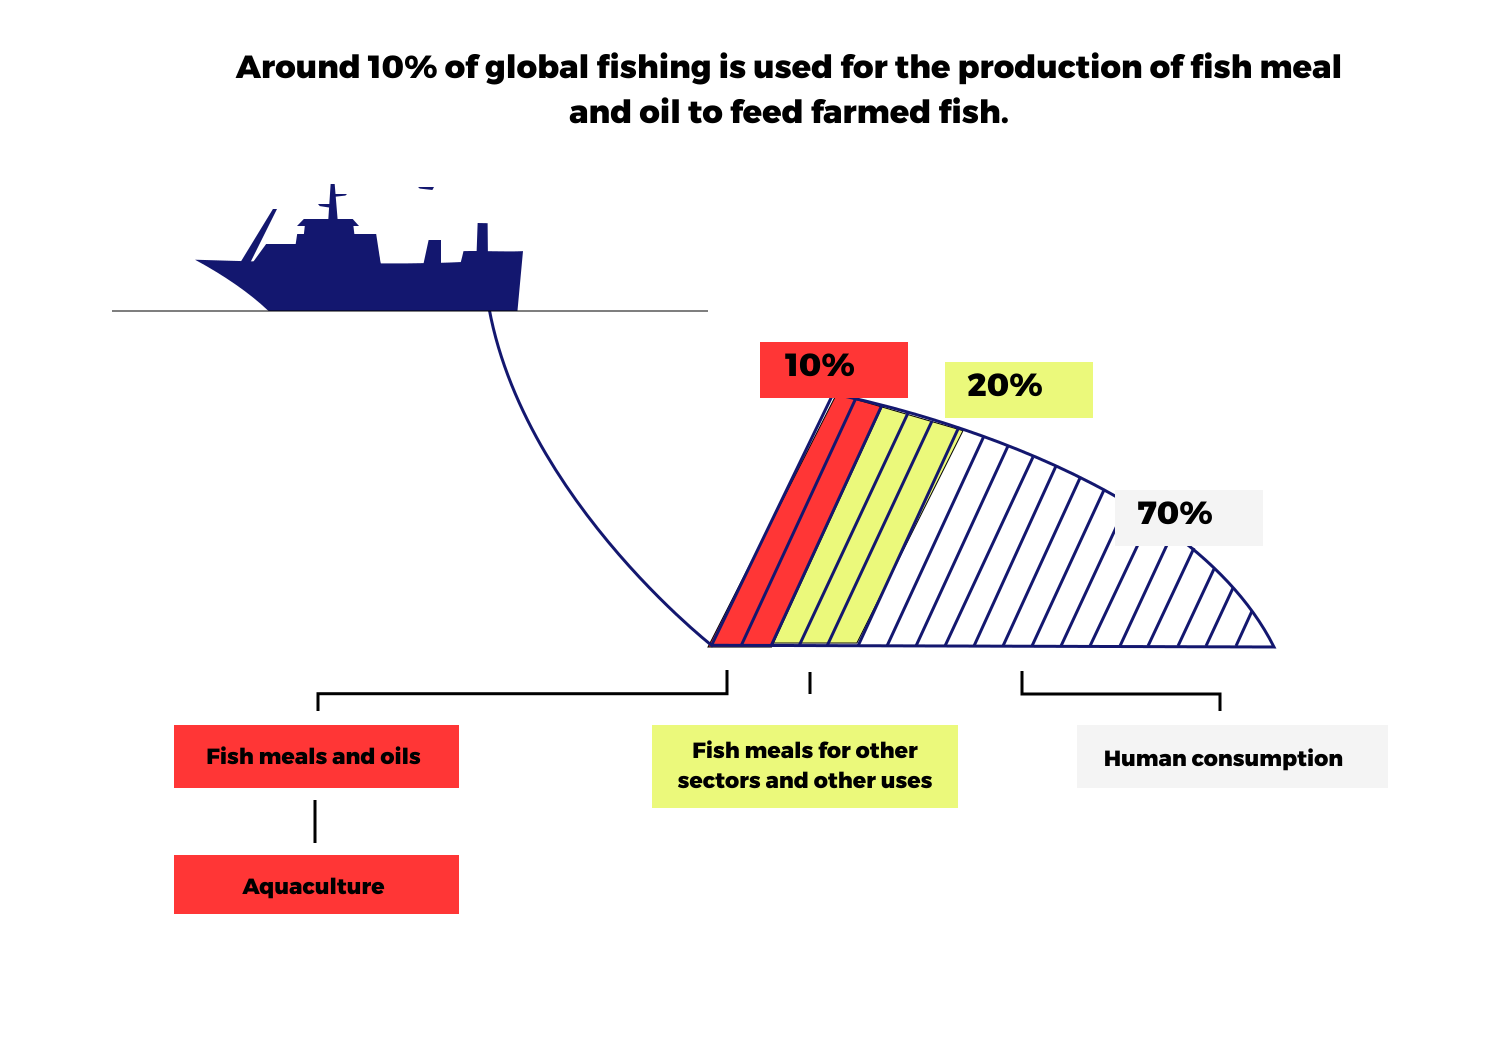 Around 10% of global fishing is used for the production of fish meal
and oil to feed farmed fish.
10%
20%
70%
Fish meals and oils
Fish meals for other
sectors and other uses
Human consumption
Aquaculture